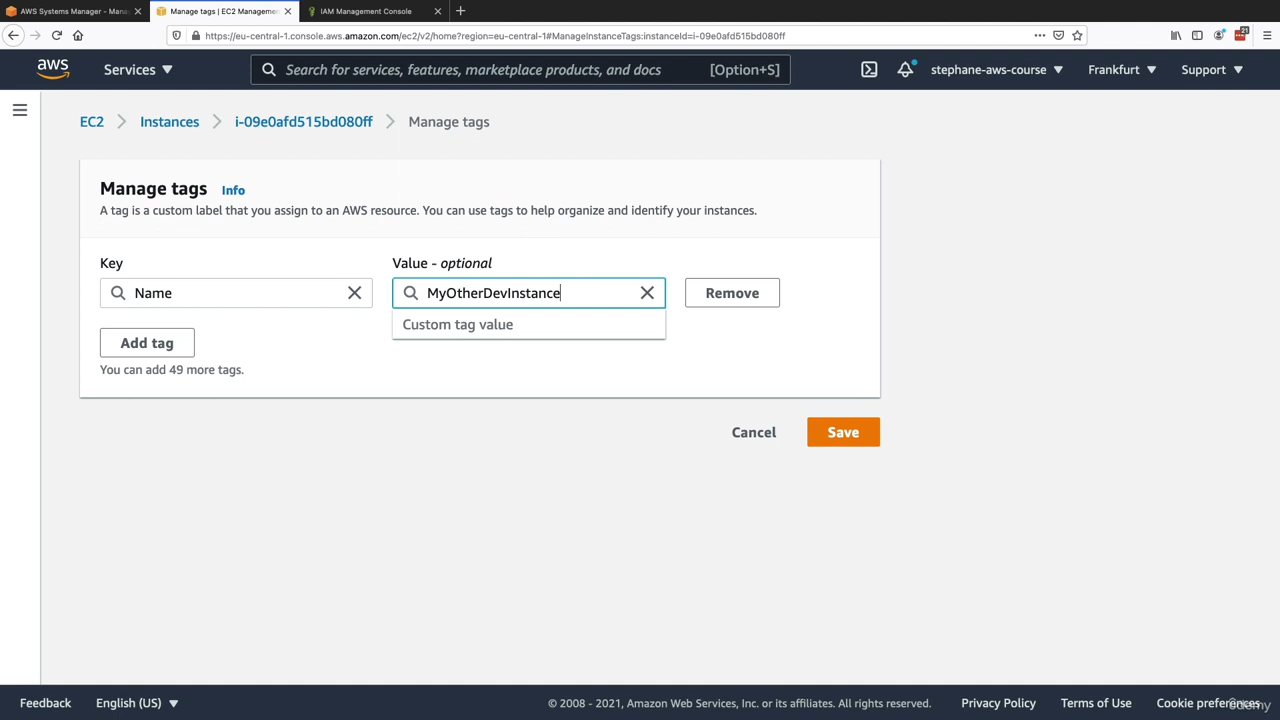 AWS Systems Manager - Mana
Manage tags | EC2 Manageme
IAM Management Console
https://eu-central-1.console.aws.amazon.com/ec2/v2/home?region=eu-central-1#ManageInstanceTags:instanceId=i-09e0afd515bd080ff
21
aws
Services
Search for services, features, marketplace products, and docs [Option+S]
stephane-aws-course
Frankfurt
Support
EC2 Instances i-09e0afd515bd080ff Manage tags
Manage tags Info
A tag is a custom label that you assign to an AWS resource. You can use tags to help organize and identify your instances.
Key Value - optional
Name MyOtherDevInstance Remove
Custom tag value
Add tag
You can add 49 more tags.
Cancel Save
Feedback English (US) © 2008 - 2021, Amazon Web Services, Inc. or its affiliates. All rights reserved. Privacy Policy Terms of Use Cookie preferences
Udemy